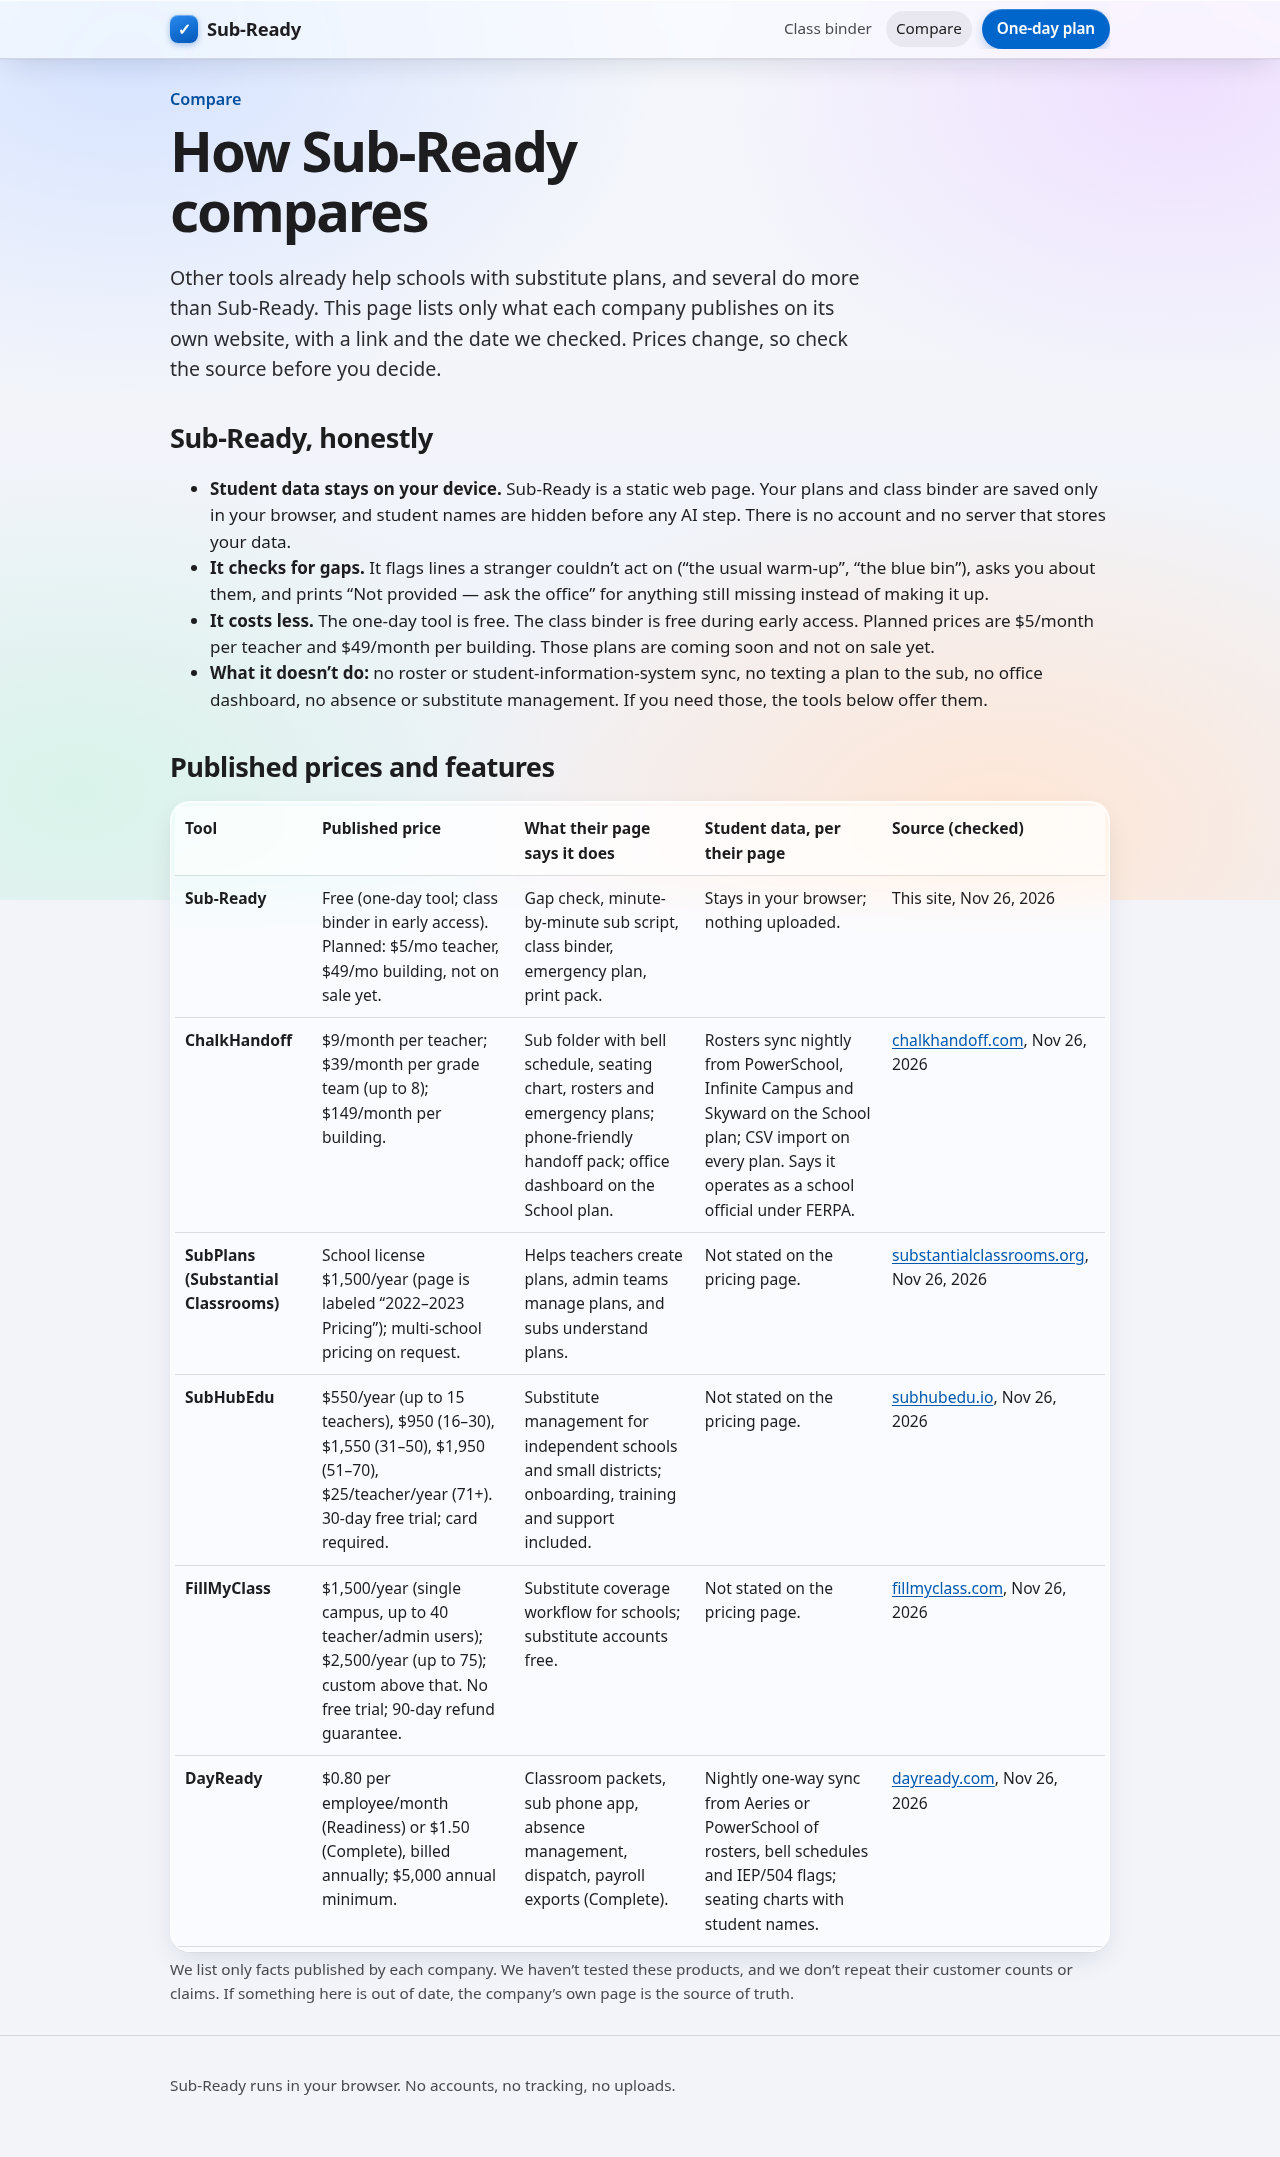 ✓ Sub-Ready
Class binder
Compare
One-day plan
Compare
How Sub-Ready
compares
Other tools already help schools with substitute plans, and several do more
than Sub-Ready. This page lists only what each company publishes on its
own website, with a link and the date we checked. Prices change, so check
the source before you decide.
Sub-Ready, honestly
• Student data stays on your device. Sub-Ready is a static web page. Your plans and class binder are saved only
in your browser, and student names are hidden before any AI step. There is no account and no server that stores
your data.
• It checks for gaps. It flags lines a stranger couldn’t act on (“the usual warm-up”, “the blue bin”), asks you about
them, and prints “Not provided — ask the office” for anything still missing instead of making it up.
• It costs less. The one-day tool is free. The class binder is free during early access. Planned prices are $5/month
per teacher and $49/month per building. Those plans are coming soon and not on sale yet.
• What it doesn’t do: no roster or student-information-system sync, no texting a plan to the sub, no office
dashboard, no absence or substitute management. If you need those, the tools below offer them.
Published prices and features
Tool
Published price
What their page
says it does
Student data, per
their page
Source (checked)
Sub-Ready
Free (one-day tool; class
binder in early access).
Planned: $5/mo teacher,
$49/mo building, not on
sale yet.
Gap check, minute-
by-minute sub script,
class binder,
emergency plan,
print pack.
Stays in your browser;
nothing uploaded.
This site, Nov 26, 2026
ChalkHandoff
$9/month per teacher;
$39/month per grade
team (up to 8);
$149/month per
building.
Sub folder with bell
schedule, seating
chart, rosters and
emergency plans;
phone-friendly
handoff pack; office
dashboard on the
School plan.
Rosters sync nightly
from PowerSchool,
Infinite Campus and
Skyward on the School
plan; CSV import on
every plan. Says it
operates as a school
official under FERPA.
chalkhandoff.com, Nov 26,
2026
SubPlans
(Substantial
Classrooms)
School license
$1,500/year (page is
labeled “2022–2023
Pricing”); multi-school
pricing on request.
Helps teachers create
plans, admin teams
manage plans, and
subs understand
plans.
Not stated on the
pricing page.
substantialclassrooms.org,
Nov 26, 2026
SubHubEdu
$550/year (up to 15
teachers), $950 (16–30),
$1,550 (31–50), $1,950
(51–70),
$25/teacher/year (71+).
30-day free trial; card
required.
Substitute
management for
independent schools
and small districts;
onboarding, training
and support
included.
Not stated on the
pricing page.
subhubedu.io, Nov 26,
2026
FillMyClass
$1,500/year (single
campus, up to 40
teacher/admin users);
$2,500/year (up to 75);
custom above that. No
free trial; 90-day refund
guarantee.
Substitute coverage
workflow for schools;
substitute accounts
free.
Not stated on the
pricing page.
fillmyclass.com, Nov 26,
2026
DayReady
$0.80 per
employee/month
(Readiness) or $1.50
(Complete), billed
annually; $5,000 annual
minimum.
Classroom packets,
sub phone app,
absence
management,
dispatch, payroll
exports (Complete).
Nightly one-way sync
from Aeries or
PowerSchool of
rosters, bell schedules
and IEP/504 flags;
seating charts with
student names.
dayready.com, Nov 26,
2026
We list only facts published by each company. We haven’t tested these products, and we don’t repeat their customer counts or
claims. If something here is out of date, the company’s own page is the source of truth.
Sub-Ready runs in your browser. No accounts, no tracking, no uploads.